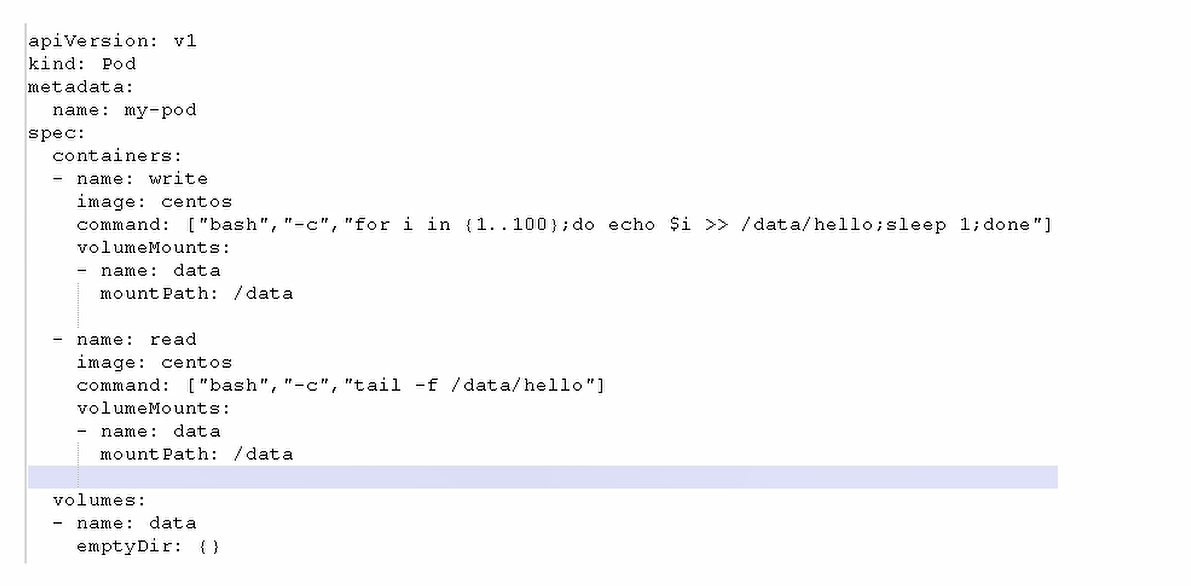 apiVersion: v1
kind: Pod
metadata:
  name: my-pod
spec:
  containers:
  - name: write
    image: centos
    command: ["bash","-c","for i in {1..100};do echo $i >> /data/hello;sleep 1;done"]
    volumeMounts:
    - name: data
      mountPath: /data
  - name: read
    image: centos
    command: ["bash","-c","tail -f /data/hello"]
    volumeMounts:
    - name: data
      mountPath: /data
  volumes:
  - name: data
    emptyDir: {}